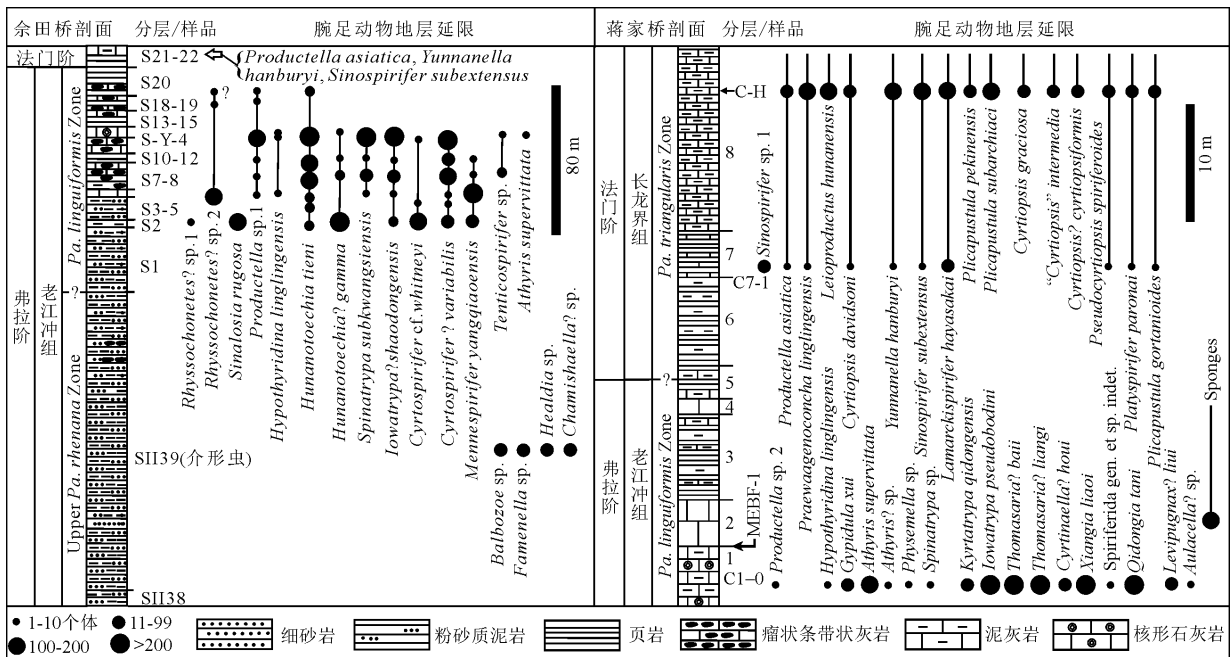 佘田桥剖面 分层/样品 腕足动物地层延限
法门阶
S21-22
Productella asiatica, Yunnanella
hanburyi, Sinospirifer subextensus
S20
S18-19
S13-15
S-Y-4
S10-12
S7-8
S3-5
S2
S1
SII39(介形虫)
SII38
?
80 m
Pa. linguiformis Zone
Upper Pa. rhenana Zone
?
弗拉阶
老江冲组
Rhyssochonetes? sp.1
Rhyssochonetes? sp. 2
Sinalosia rugosa
Productella sp.1
Hypothyridina linglingensis
Hunanotoechia tieni
Hunanotoechia? gamma
Spinatrypa subkwangsiensis
Iowatrypa? shaodongensis
Cyrtospirifer cf. whitneyi
Cyrtospirifer ? variabilis
Mennespirifer yangqiaoensis
Tenticospirifer sp.
Athyris supervittata
Balbozoe sp.
Famenella sp.
Healdia sp.
Chamishaella? sp.
蒋家桥剖面 分层/样品 腕足动物地层延限
法门阶
长龙界组
Pa. triangularis Zone
弗拉阶
老江冲组
Pa. linguiformis Zone
?
C-H
8
7
C7-1
6
5
4
3
2
MEBF-1
1
C1–0
10 m
Sinospirifer sp. 1
Productella asiatica
Praewaagenoconcha linglingensis
Leioproductus hunanensis
Cyrtiopsis davidsoni
Yunnanella hanburyi
Sinospirifer subextensus
Lamarckispirifer hayasakai
Plicapustula pekinensis
Plicapustula subarchiaci
Cyrtiopsis graciosa
“Cyrtiopsis” intermedia
Cyrtiopsis? cyrtiopsiformis
Pseudocyrtiopsis spiriferoides
Platyspirifer paronai
Plicapustula gortanioides
Productella sp. 2
Hypothyridina linglingensis
Gypidula xui
Athyris supervittata
Athyris? sp.
Physemella sp.
Spinatrypa sp.
Kyrtatrypa qidongensis
Iowatrypa pseudobodini
Thomasaria? baii
Thomasaria? liangi
Cyrtinaella? houi
Xiangia liaoi
Spiriferida gen. et sp. indet.
Qidongia tani
Levipugnax? liui
Aulacella? sp.
Sponges
1-10个体 11-99
100-200 >200
细砂岩 粉砂质泥岩 页岩 瘤状条带状灰岩 泥灰岩 核形石灰岩